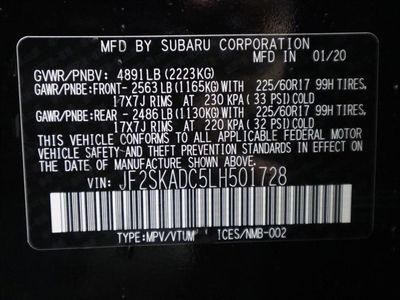 MFD BY SUBARU CORPORATION
MFD IN 01/20
GVWR/PNBV: 4891LB (2223KG)
GAWR/PNBE:FRONT- 2563LB (1165KG)WITH 225/60R17 99H TIRES,
17X7J RIMS AT 230 KPA (33 PSI) COLD
GAWR/PNBE:REAR - 2486LB (1130KG)WITH 225/60R17 99H TIRES,
17X7J RIMS AT 220 KPA (32 PSI) COLD
THIS VEHICLE CONFORMS TO ALL APPLICABLE FEDERAL MOTOR
VEHICLE SAFETY AND THEFT PREVENTION STANDARDS IN EFFECT
ON THE DATE OF MANUFACTURE SHOWN ABOVE.
VIN: JF2SKADC5LH501728
TYPE:MPV/VTUM ICES/NMB-002